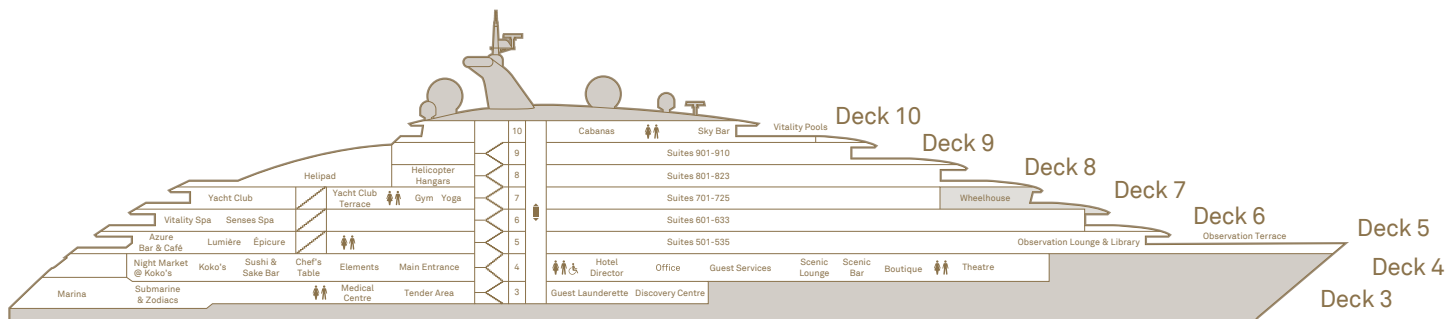 Deck 10
10
Cabanas
Sky Bar
Vitality Pools
Deck 9
9
Suites 901-910
Deck 8
Helipad
Helicopter
Hangars
8
Suites 801-823
Deck 7
Yacht Club
Yacht Club
Terrace
Gym
Yoga
7
Suites 701-725
Wheelhouse
Deck 6
Vitality Spa
Senses Spa
6
Suites 601-633
Observation Terrace
Deck 5
Azure
Bar & Café
Lumière
Épicure
5
Suites 501-535
Observation Lounge & Library
Deck 4
Night Market
@ Koko's
Koko's
Sushi &
Sake Bar
Chef's
Table
Elements
Main Entrance
4
Hotel
Director
Office
Guest Services
Scenic
Lounge
Scenic
Bar
Boutique
Theatre
Deck 3
Marina
Submarine
& Zodiacs
Medical
Centre
Tender Area
3
Guest Launderette
Discovery Centre